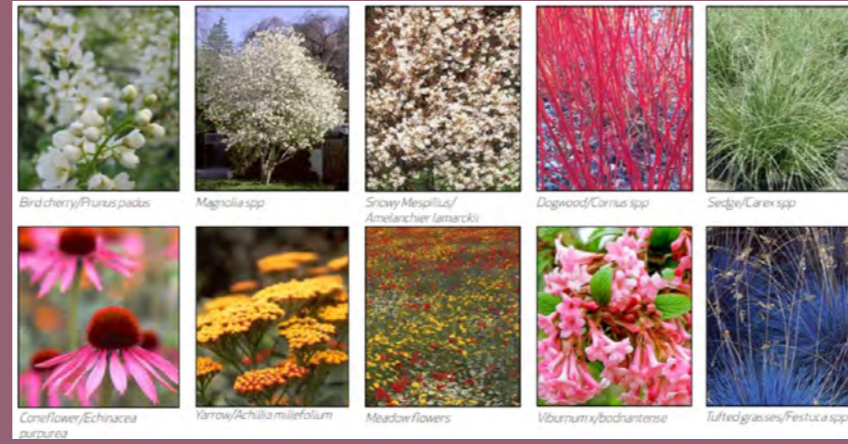 Bird cherry/Prunus padus
Magnolia spp
Snowy Mespilius/
Amelanchier lamarckii
Dogwood/Cornus spp
Sedge/Carex spp
Coneflower/Echinacea
purpurea
Yarrow/Achillia millefolium
Meadow flowers
Viburnum x/bodnantense
Tufted grasses/Festuca spp